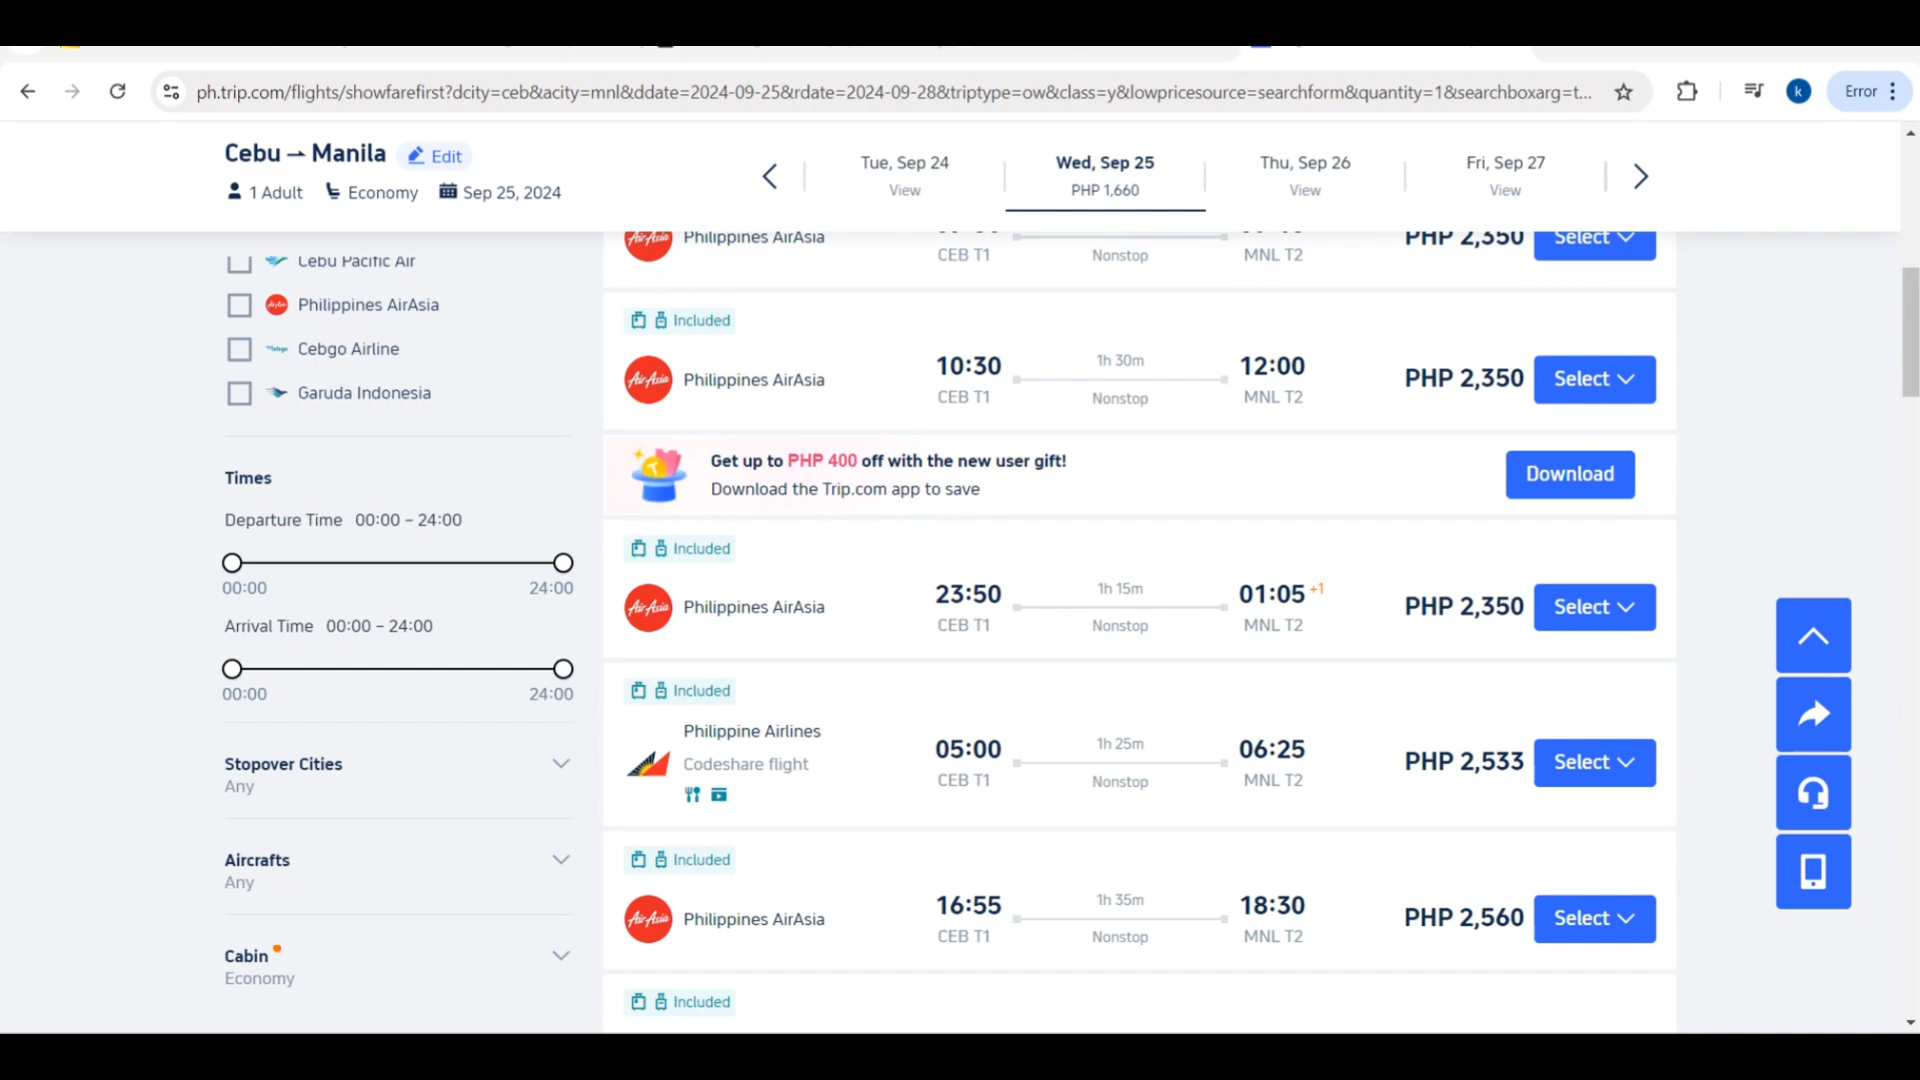 ph.trip.com/flights/showfarefirst?dcity=ceb&acity=mnl&ddate=2024-09-25&rdate=2024-09-28&triptype=ow&class=y&lowpricesource=searchform&quantity=1&searchboxarg=t...
k
Error
Cebu
Manila
Edit
1 Adult
Economy
Sep 25, 2024
Tue, Sep 24
View
Wed, Sep 25
PHP 1,660
Thu, Sep 26
View
Fri, Sep 27
View
Cebu Pacific Air
Philippines AirAsia
Cebgo Airline
Garuda Indonesia
Times
Departure Time 00:00 – 24:00
00:00
24:00
Arrival Time 00:00 – 24:00
00:00
24:00
Stopover Cities
Any
Aircrafts
Any
Cabin
Economy
AirAsia
Philippines AirAsia
CEB T1
Nonstop
MNL T2
PHP 2,350
Select
Included
AirAsia
Philippines AirAsia
10:30
CEB T1
1h 30m
Nonstop
12:00
MNL T2
PHP 2,350
Select
Get up to PHP 400 off with the new user gift!
Download the Trip.com app to save
Download
Included
AirAsia
Philippines AirAsia
23:50
CEB T1
1h 15m
Nonstop
01:05 +1
MNL T2
PHP 2,350
Select
Included
Philippine Airlines
Codeshare flight
05:00
CEB T1
1h 25m
Nonstop
06:25
MNL T2
PHP 2,533
Select
Included
AirAsia
Philippines AirAsia
16:55
CEB T1
1h 35m
Nonstop
18:30
MNL T2
PHP 2,560
Select
Included